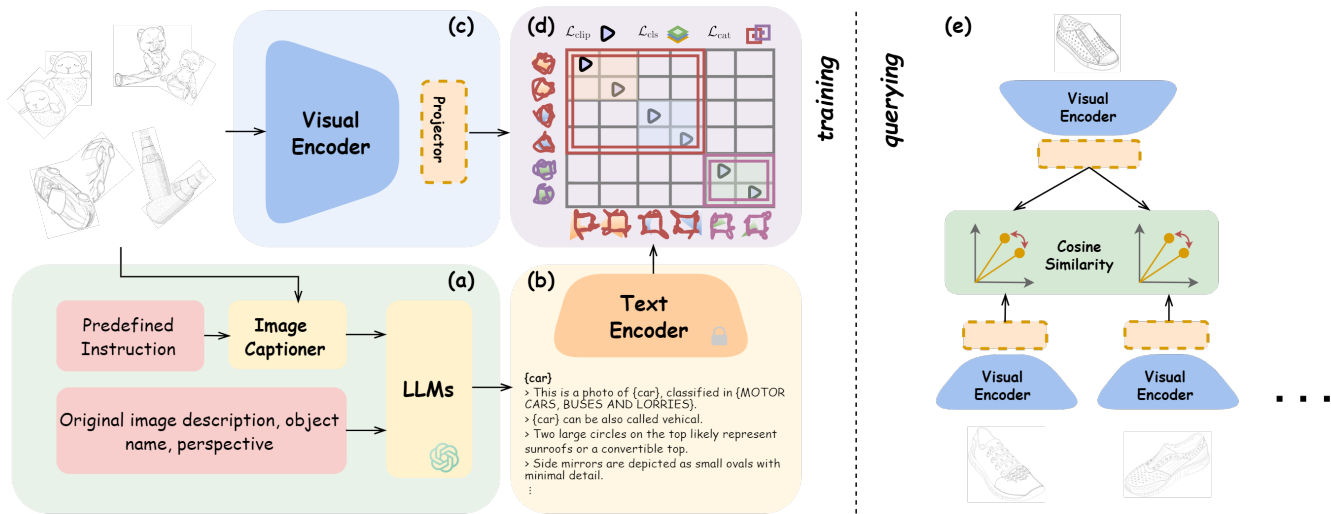 (c)
Visual
Encoder
Projector
(d)
L_clip
L_cls
L_cat
training
querying
(e)
Visual
Encoder
Cosine
Similarity
Visual
Encoder
Visual
Encoder
. . .
(a)
Predefined
Instruction
Image
Captioner
LLMs
Original image description, object
name, perspective
(b)
Text
Encoder
{car}
> This is a photo of {car}, classified in {MOTOR
CARS, BUSES AND LORRIES}.
> {car} can be also called vehical.
> Two large circles on the top likely represent
sunroofs or a convertible top.
> Side mirrors are depicted as small ovals with
minimal detail.
⋮